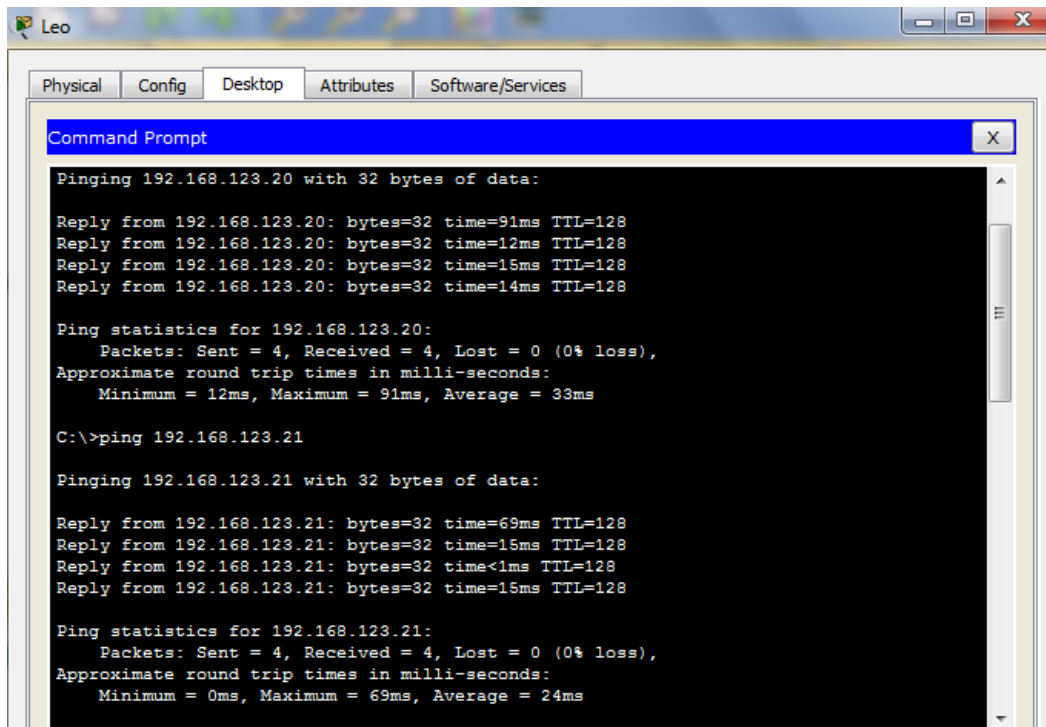 Leo
Physical Config Desktop Attributes Software/Services
Command Prompt X
Pinging 192.168.123.20 with 32 bytes of data:
Reply from 192.168.123.20: bytes=32 time=91ms TTL=128
Reply from 192.168.123.20: bytes=32 time=12ms TTL=128
Reply from 192.168.123.20: bytes=32 time=15ms TTL=128
Reply from 192.168.123.20: bytes=32 time=14ms TTL=128
Ping statistics for 192.168.123.20:
Packets: Sent = 4, Received = 4, Lost = 0 (0% loss),
Approximate round trip times in milli-seconds:
Minimum = 12ms, Maximum = 91ms, Average = 33ms
C:\>ping 192.168.123.21
Pinging 192.168.123.21 with 32 bytes of data:
Reply from 192.168.123.21: bytes=32 time=69ms TTL=128
Reply from 192.168.123.21: bytes=32 time=15ms TTL=128
Reply from 192.168.123.21: bytes=32 time<1ms TTL=128
Reply from 192.168.123.21: bytes=32 time=15ms TTL=128
Ping statistics for 192.168.123.21:
Packets: Sent = 4, Received = 4, Lost = 0 (0% loss),
Approximate round trip times in milli-seconds:
Minimum = 0ms, Maximum = 69ms, Average = 24ms